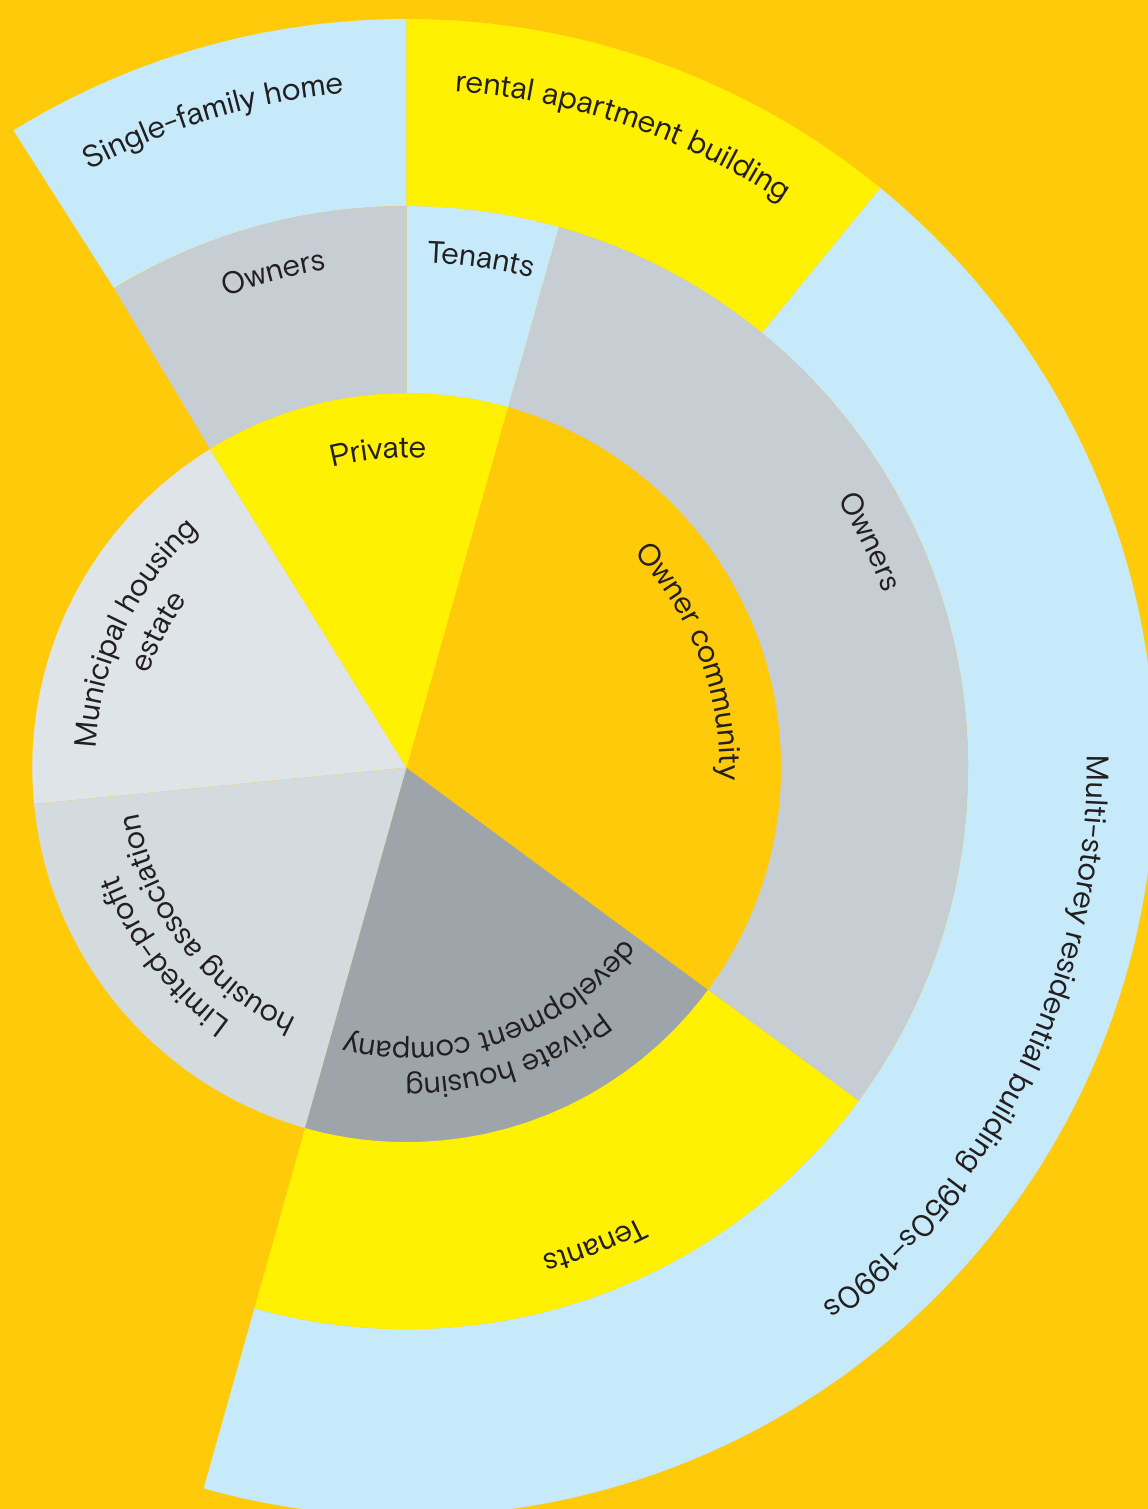 Single-family home
rental apartment building
Multi-storey residential building 1950s-1990s
Owners
Tenants
Owners
Tenants
Private
Owner community
Private housing
development company
Limited-profit
housing association
Municipal housing
estate